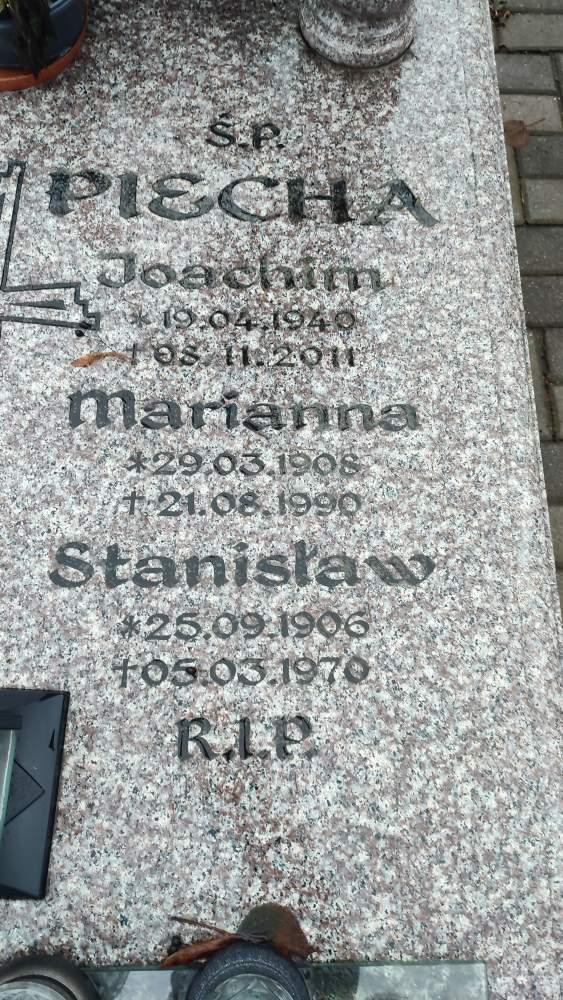 Ś.P.
PIECHA
Joachim
*19.04.1940
†08.11.2011
Marianna
*29.03.1908
†21.08.1990
Stanisław
*25.09.1906
†05.03.1970
R.I.P.